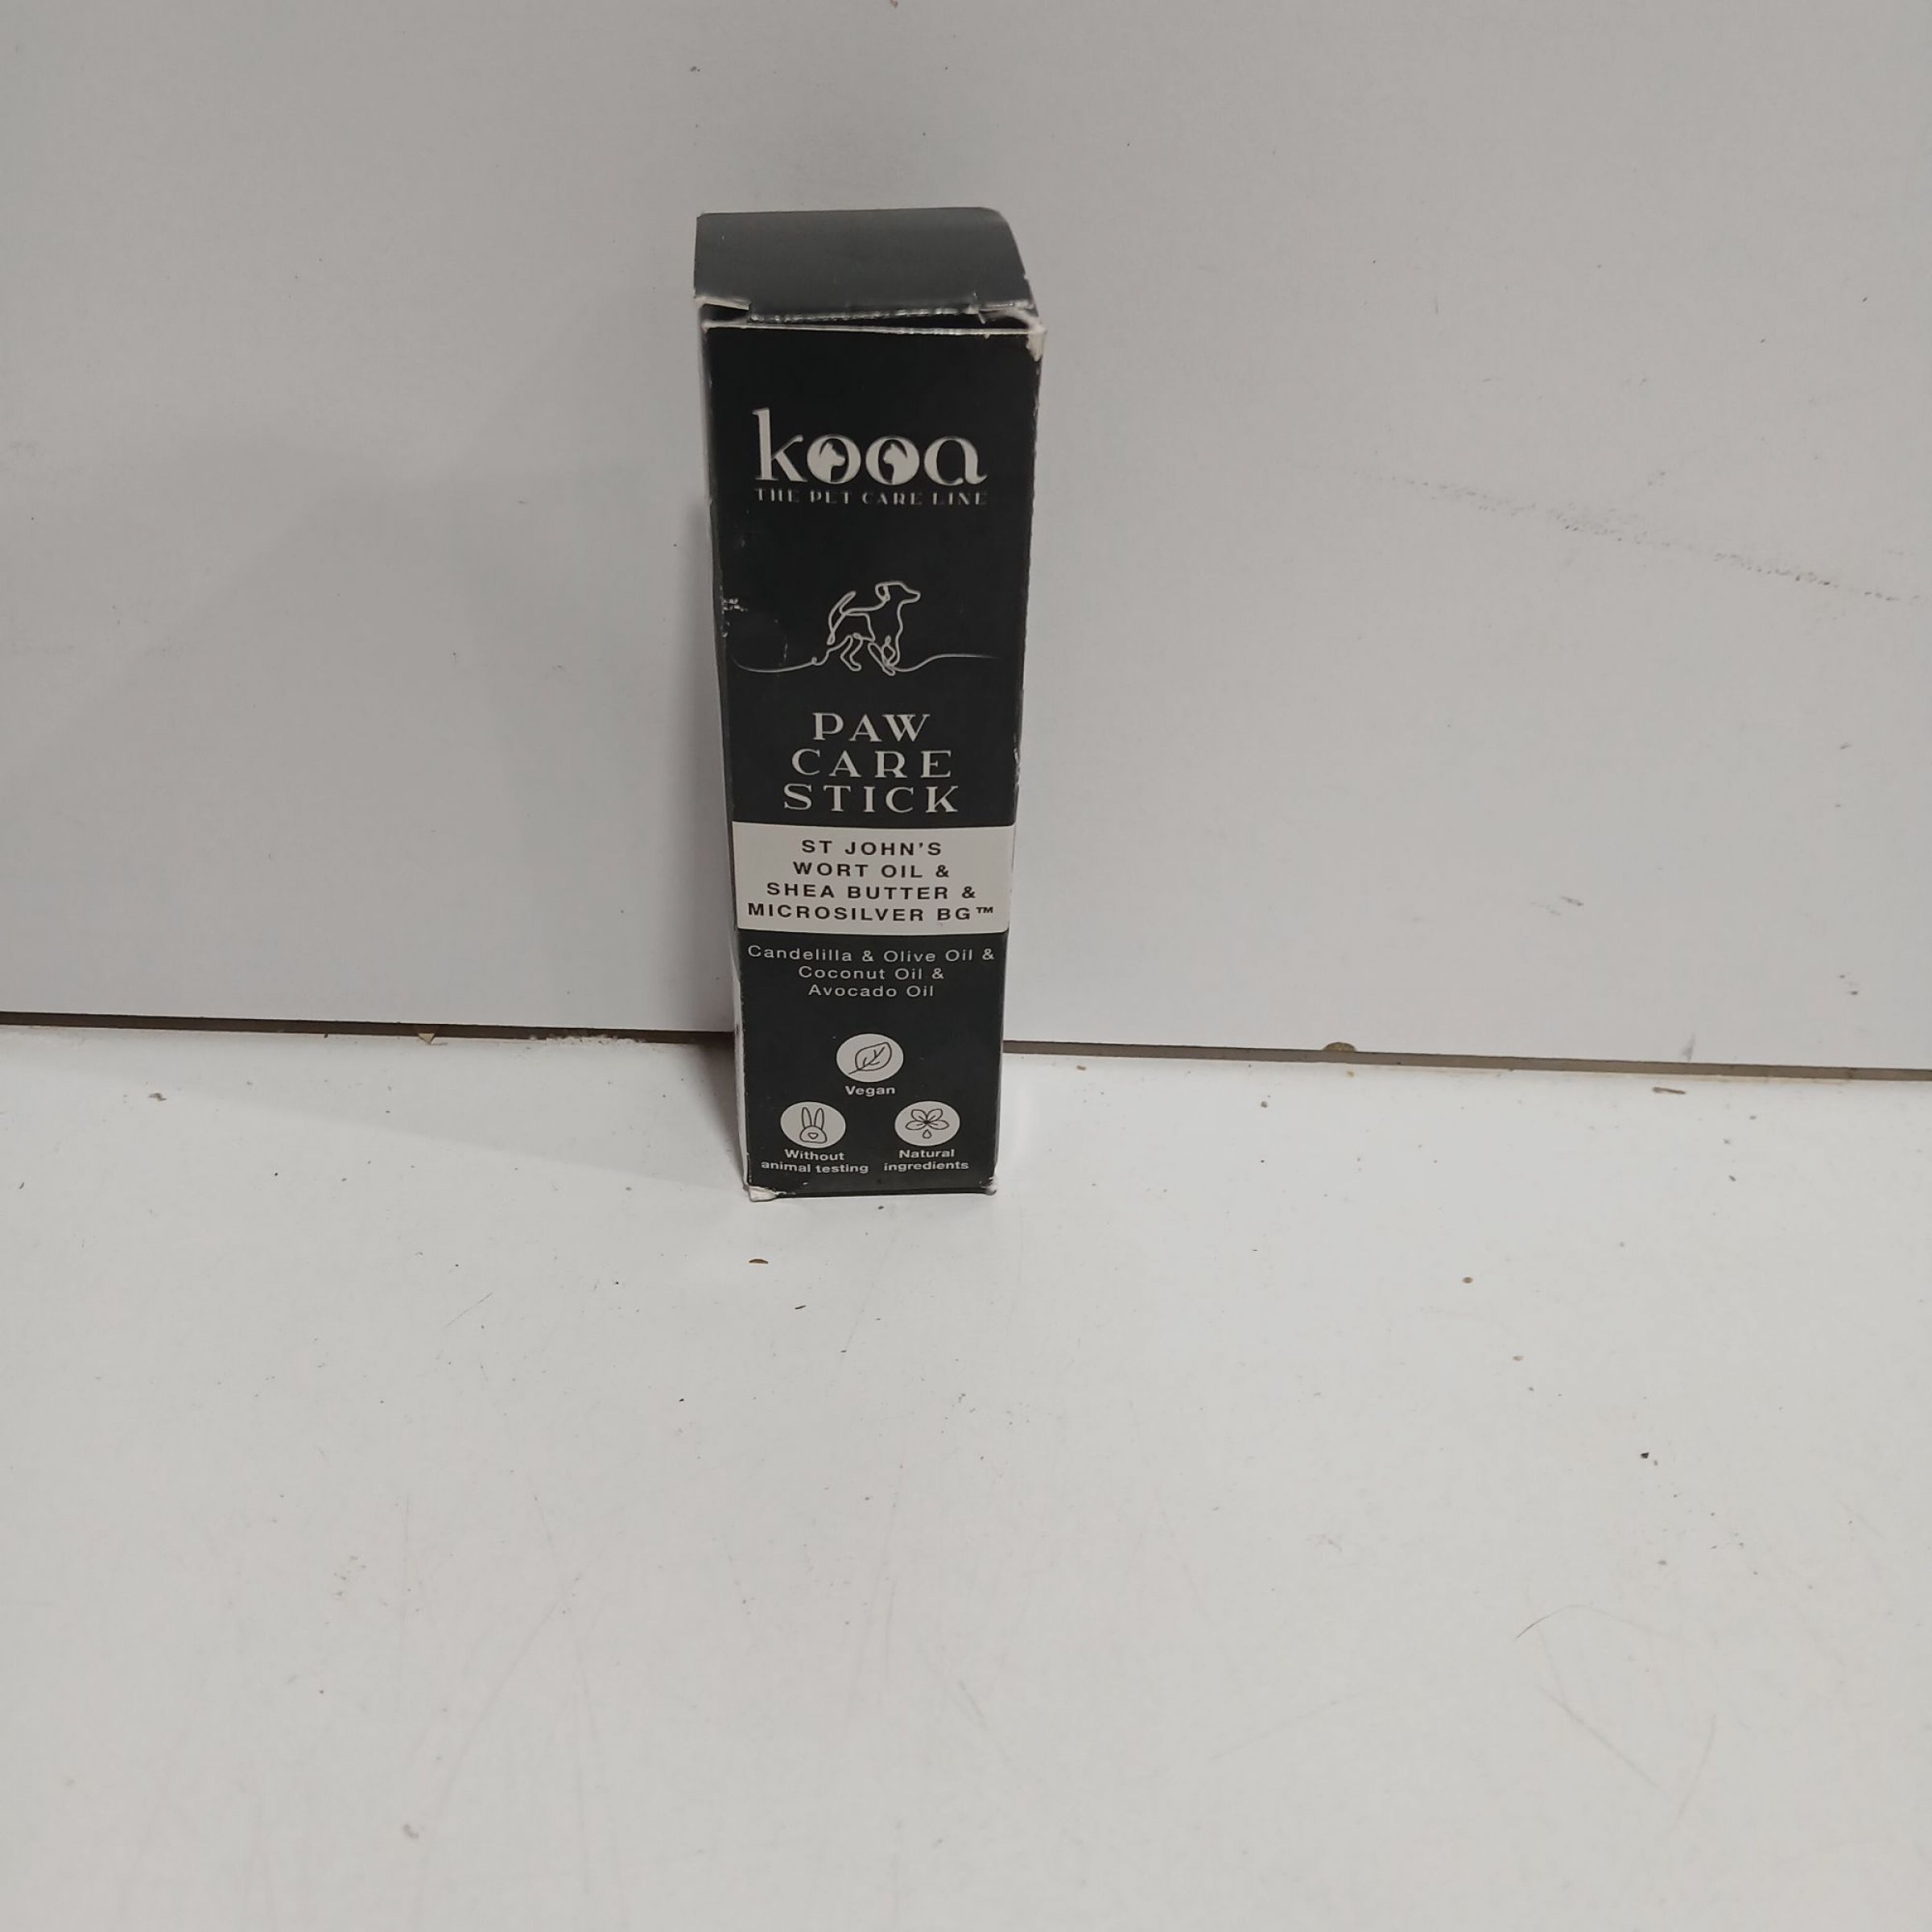 kooa
THE PET CARE LINE
PAW
CARE
STICK
ST JOHN'S
WORT OIL &
SHEA BUTTER &
MICROSILVER BG™
Candelilla & Olive Oil &
Coconut Oil &
Avocado Oil
Vegan
Without
animal testing
Natural
ingredients